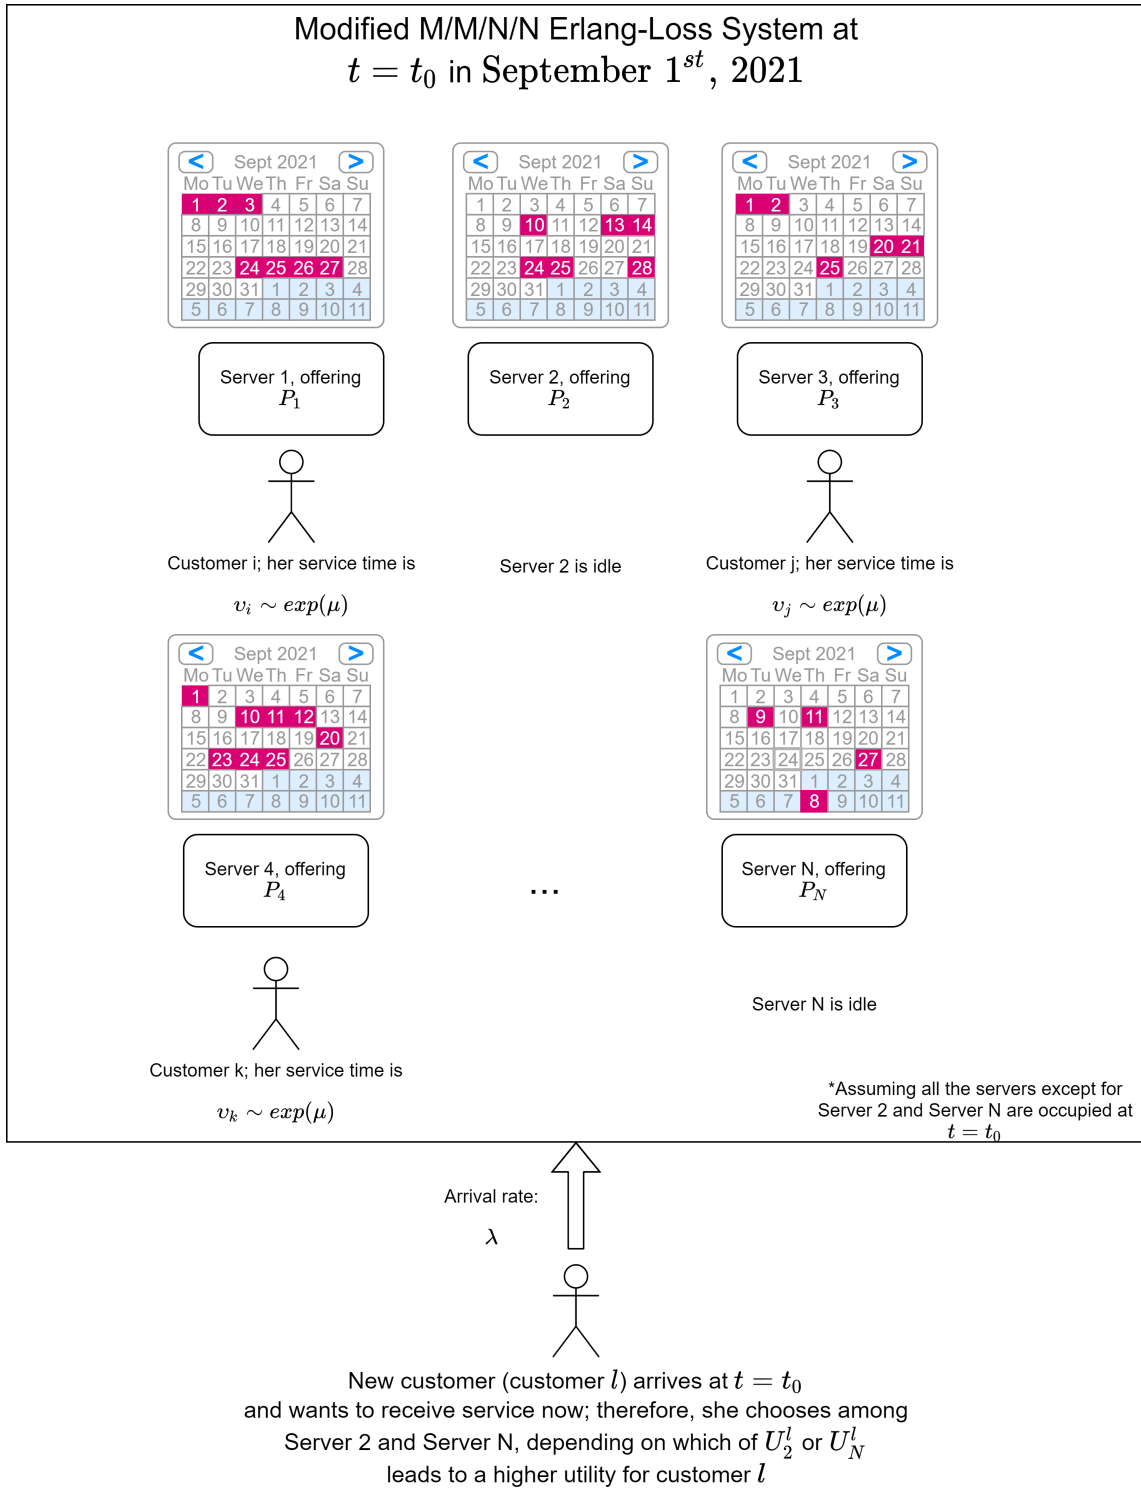 Modified M/M/N/N Erlang-Loss System at
t = t₀ in September 1ˢᵗ, 2021
< Sept 2021 > < Sept 2021 > < Sept 2021 >
Mo Tu We Th Fr Sa Su Mo Tu We Th Fr Sa Su Mo Tu We Th Fr Sa Su
1 2 3 4 5 6 7 1 2 3 4 5 6 7 1 2 3 4 5 6 7
8 9 10 11 12 13 14 8 9 10 11 12 13 14 8 9 10 11 12 13 14
15 16 17 18 19 20 21 15 16 17 18 19 20 21 15 16 17 18 19 20 21
22 23 24 25 26 27 28 22 23 24 25 26 27 28 22 23 24 25 26 27 28
29 30 31 1 2 3 4 29 30 31 1 2 3 4 29 30 31 1 2 3 4
5 6 7 8 9 10 11 5 6 7 8 9 10 11 5 6 7 8 9 10 11
Server 1, offering Server 2, offering Server 3, offering
P₁ P₂ P₃
Customer i; her service time is Server 2 is idle Customer j; her service time is
υᵢ ~ exp(μ) υⱼ ~ exp(μ)
< Sept 2021 > < Sept 2021 >
Mo Tu We Th Fr Sa Su Mo Tu We Th Fr Sa Su
1 2 3 4 5 6 7 1 2 3 4 5 6 7
8 9 10 11 12 13 14 8 9 10 11 12 13 14
15 16 17 18 19 20 21 15 16 17 18 19 20 21
22 23 24 25 26 27 28 22 23 24 25 26 27 28
29 30 31 1 2 3 4 29 30 31 1 2 3 4
5 6 7 8 9 10 11 5 6 7 8 9 10 11
Server 4, offering Server N, offering
P₄ ... P_N
Server N is idle
Customer k; her service time is
υₖ ~ exp(μ)
*Assuming all the servers except for
Server 2 and Server N are occupied at
t = t₀
Arrival rate:
λ
New customer (customer l) arrives at t = t₀
and wants to receive service now; therefore, she chooses among
Server 2 and Server N, depending on which of U₂ˡ or U_Nˡ
leads to a higher utility for customer l